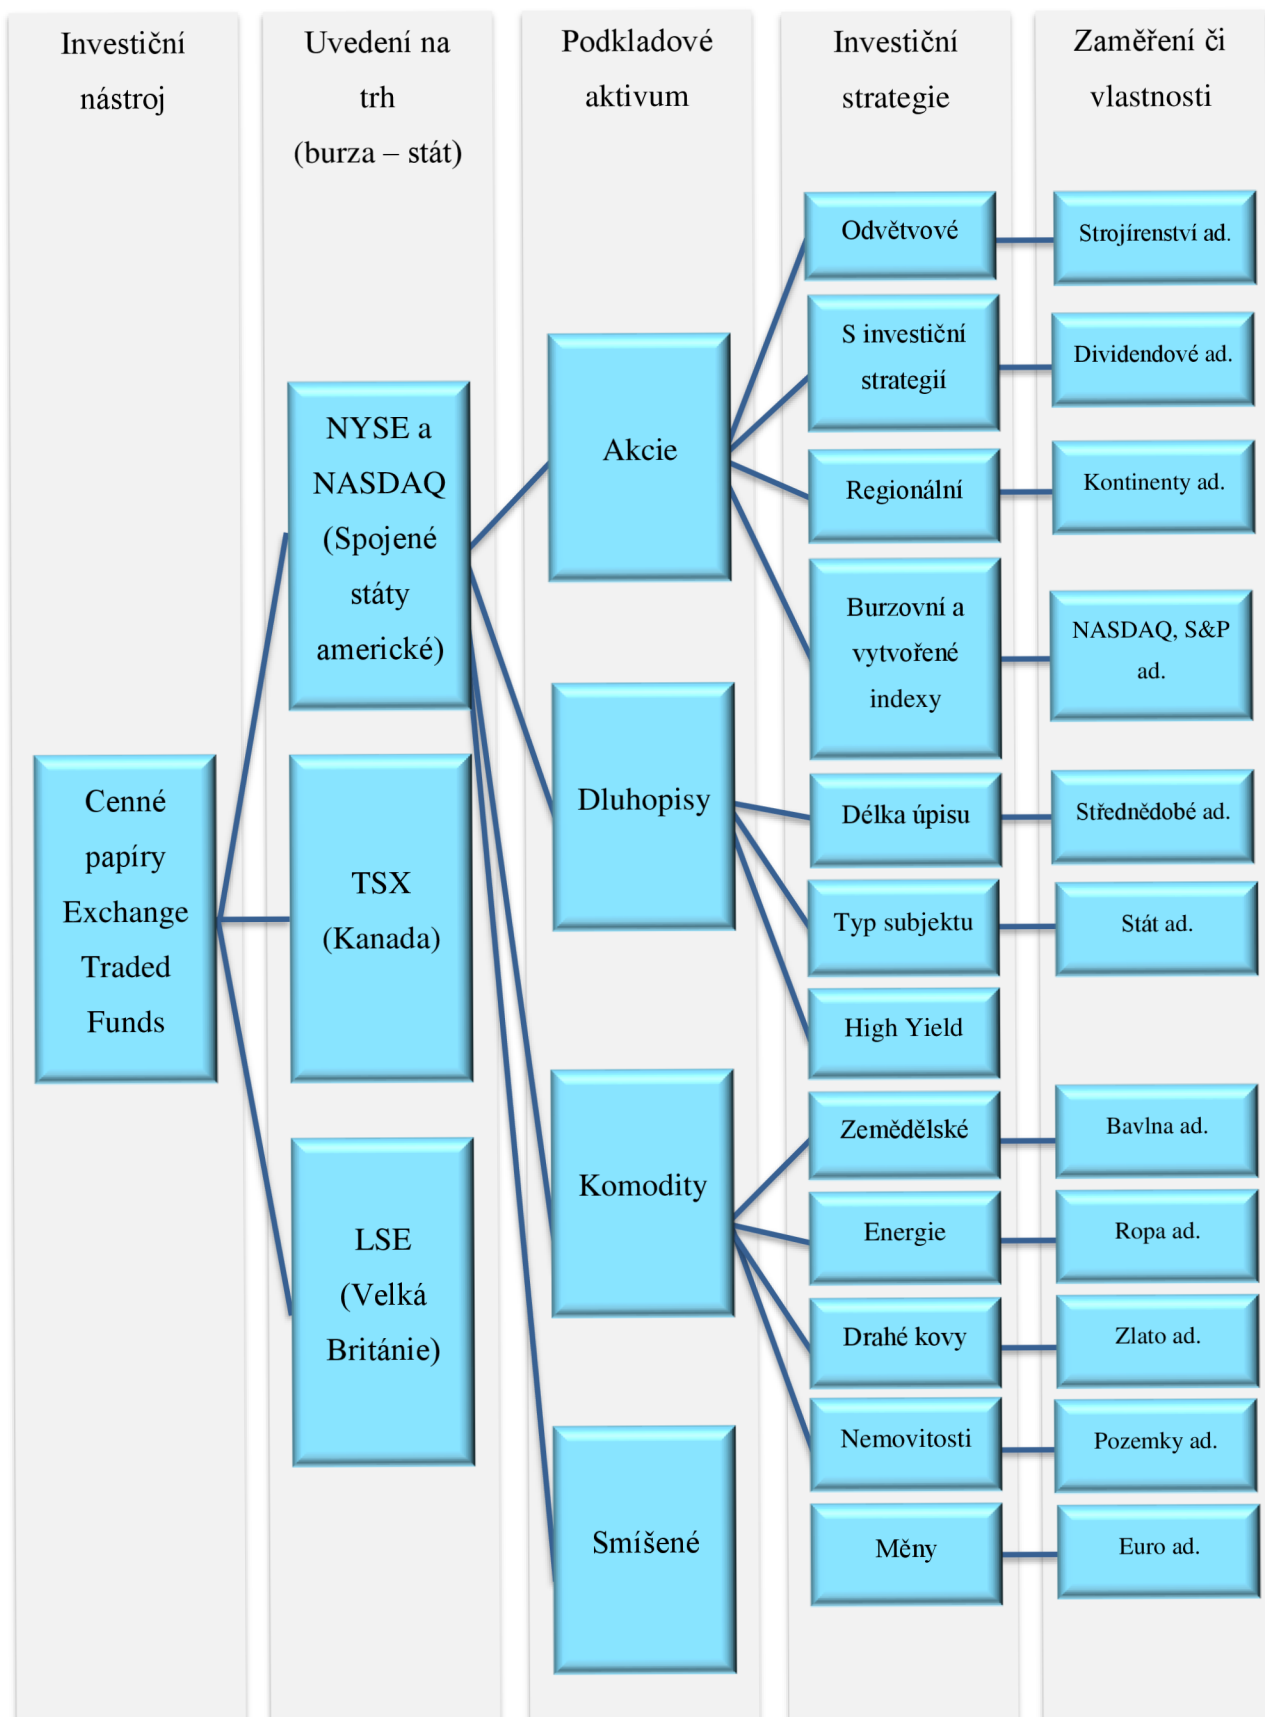 Investiční
nástroj
Uvedení na
trh
(burza – stát)
Podkladové
aktivum
Investiční
strategie
Zaměření či
vlastnosti
Cenné
papíry
Exchange
Traded
Funds
NYSE a
NASDAQ
(Spojené
státy
americké)
TSX
(Kanada)
LSE
(Velká
Británie)
Akcie
Dluhopisy
Komodity
Smíšené
Odvětvové
S investiční
strategií
Regionální
Burzovní a
vytvořené
indexy
Délka úpisu
Typ subjektu
High Yield
Zemědělské
Energie
Drahé kovy
Nemovitosti
Měny
Strojírenství ad.
Dividendové ad.
Kontinenty ad.
NASDAQ, S&P
ad.
Střednědobé ad.
Stát ad.
Bavlna ad.
Ropa ad.
Zlato ad.
Pozemky ad.
Euro ad.